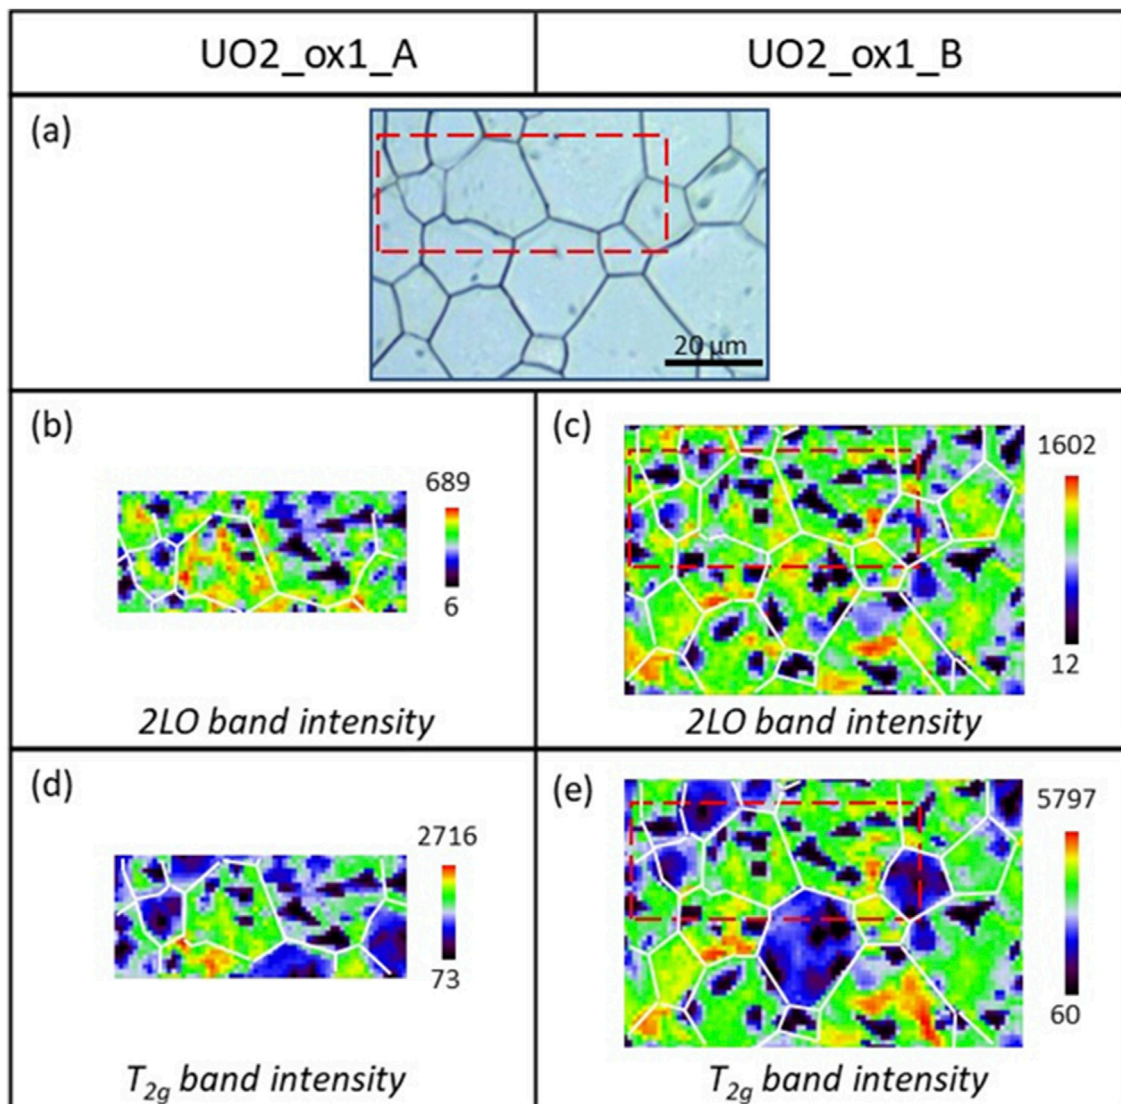 UO2_ox1_A
UO2_ox1_B
(a)
20 μm
(b)
689
6
2LO band intensity
(c)
1602
12
2LO band intensity
(d)
2716
73
T2g band intensity
(e)
5797
60
T2g band intensity